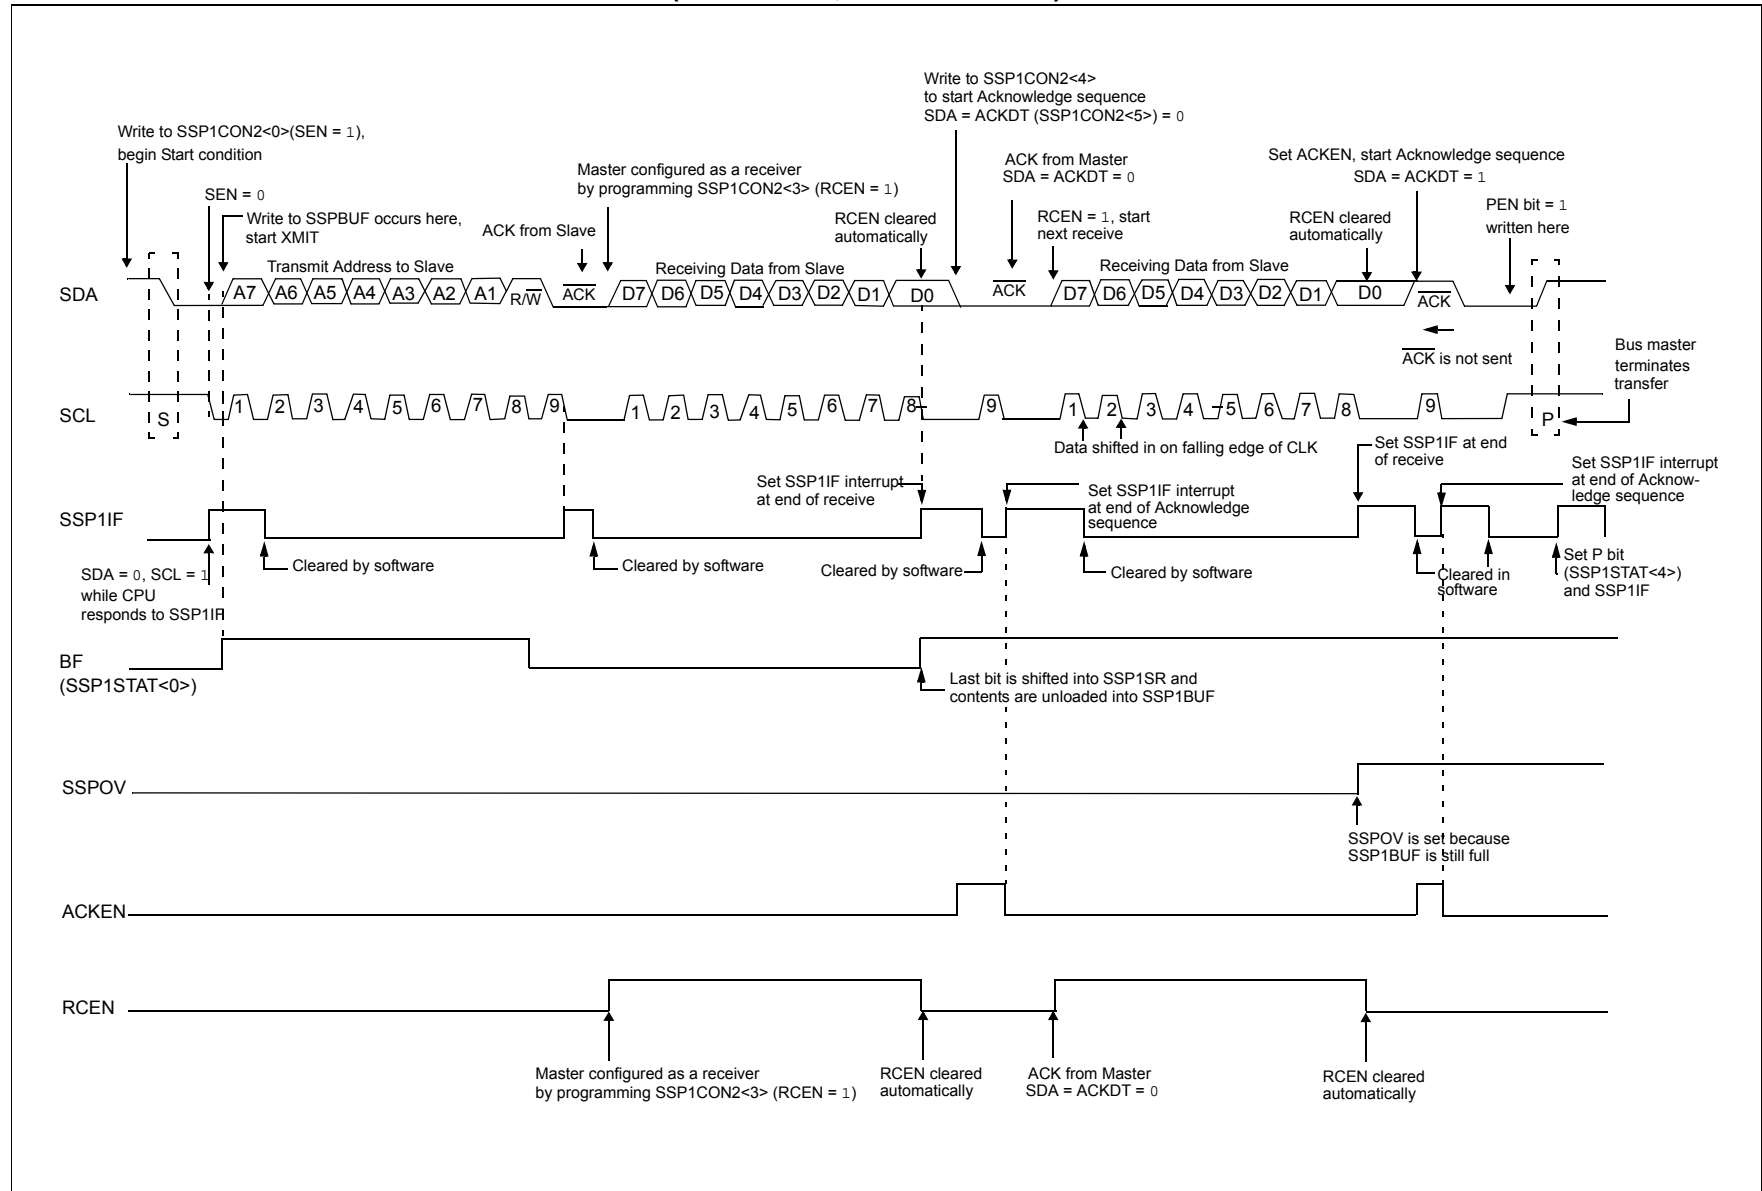 Write to SSP1CON2<4>
to start Acknowledge sequence
SDA = ACKDT (SSP1CON2<5>) = 0
Write to SSP1CON2<0>(SEN = 1),
begin Start condition
ACK from Master
SDA = ACKDT = 0
Set ACKEN, start Acknowledge sequence
SDA = ACKDT = 1
Master configured as a receiver
by programming SSP1CON2<3> (RCEN = 1)
SEN = 0
PEN bit = 1
written here
Write to SSPBUF occurs here,
start XMIT
ACK from Slave
RCEN cleared
automatically
RCEN = 1, start
next receive
RCEN cleared
automatically
Transmit Address to Slave
Receiving Data from Slave
Receiving Data from Slave
SDA A7 A6 A5 A4 A3 A2 A1 R/W ACK D7 D6 D5 D4 D3 D2 D1 D0 ACK D7 D6 D5 D4 D3 D2 D1 D0 ACK
ACK is not sent
Bus master
terminates
transfer
SCL S 1 2 3 4 5 6 7 8 9 1 2 3 4 5 6 7 8 9 1 2 3 4 5 6 7 8 9 P
Data shifted in on falling edge of CLK
Set SSP1IF at end
of receive
Set SSP1IF interrupt
at end of receive
Set SSP1IF interrupt
at end of Acknowledge
sequence
Set SSP1IF interrupt
at end of Acknow-
ledge sequence
SSP1IF
SDA = 0, SCL = 1
while CPU
responds to SSP1IF
Cleared by software
Cleared by software
Cleared by software
Cleared by software
Cleared in
software
Set P bit
(SSP1STAT<4>)
and SSP1IF
BF
(SSP1STAT<0>)
Last bit is shifted into SSP1SR and
contents are unloaded into SSP1BUF
SSPOV
SSPOV is set because
SSP1BUF is still full
ACKEN
RCEN
Master configured as a receiver
by programming SSP1CON2<3> (RCEN = 1)
RCEN cleared
automatically
ACK from Master
SDA = ACKDT = 0
RCEN cleared
automatically